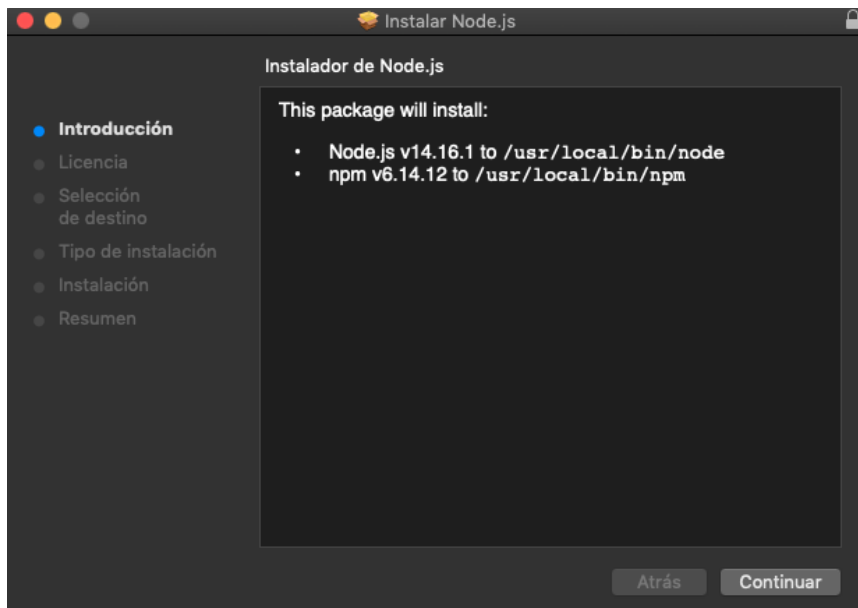 Instalar Node.js
Instalador de Node.js
Introducción
Licencia
Selección
de destino
Tipo de instalación
Instalación
Resumen
This package will install:
• Node.js v14.16.1 to /usr/local/bin/node
• npm v6.14.12 to /usr/local/bin/npm
Atrás
Continuar